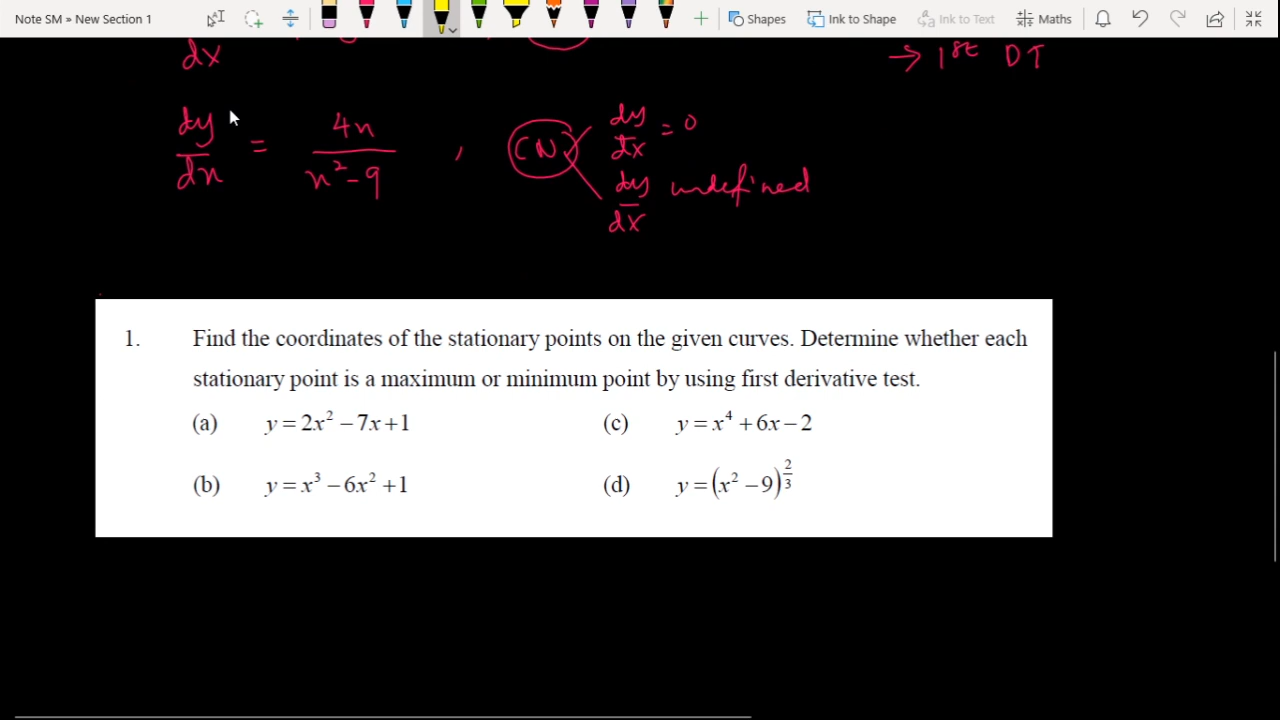 Note SM » New Section 1
Shapes
Ink to Shape
Ink to Text
Maths
dx
→ 1st DT
dy/dx = 4x/(x² - 9) , CN
dy/dx = 0
dy/dx undefined
1. Find the coordinates of the stationary points on the given curves. Determine whether each
stationary point is a maximum or minimum point by using first derivative test.
(a) y = 2x² − 7x + 1 (c) y = x⁴ + 6x − 2
(b) y = x³ − 6x² + 1 (d) y = (x² − 9)^(2/3)